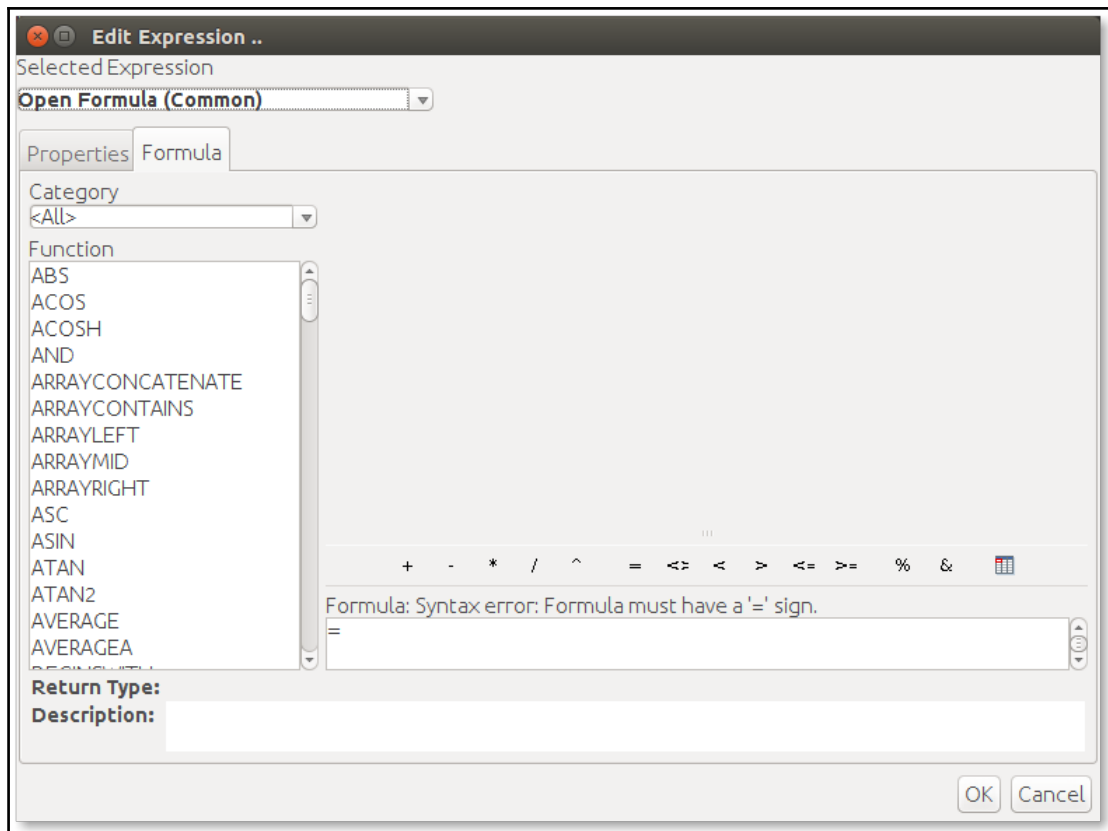 Edit Expression ..
Selected Expression
Open Formula (Common)
Properties Formula
Category
<All>
Function
ABS
ACOS
ACOSH
AND
ARRAYCONCATENATE
ARRAYCONTAINS
ARRAYLEFT
ARRAYMID
ARRAYRIGHT
ASC
ASIN
ATAN
ATAN2
AVERAGE
AVERAGEA
+ - * / ^ = <> < > <= >= % &
Formula: Syntax error: Formula must have a '=' sign.
=
Return Type:
Description:
OK Cancel